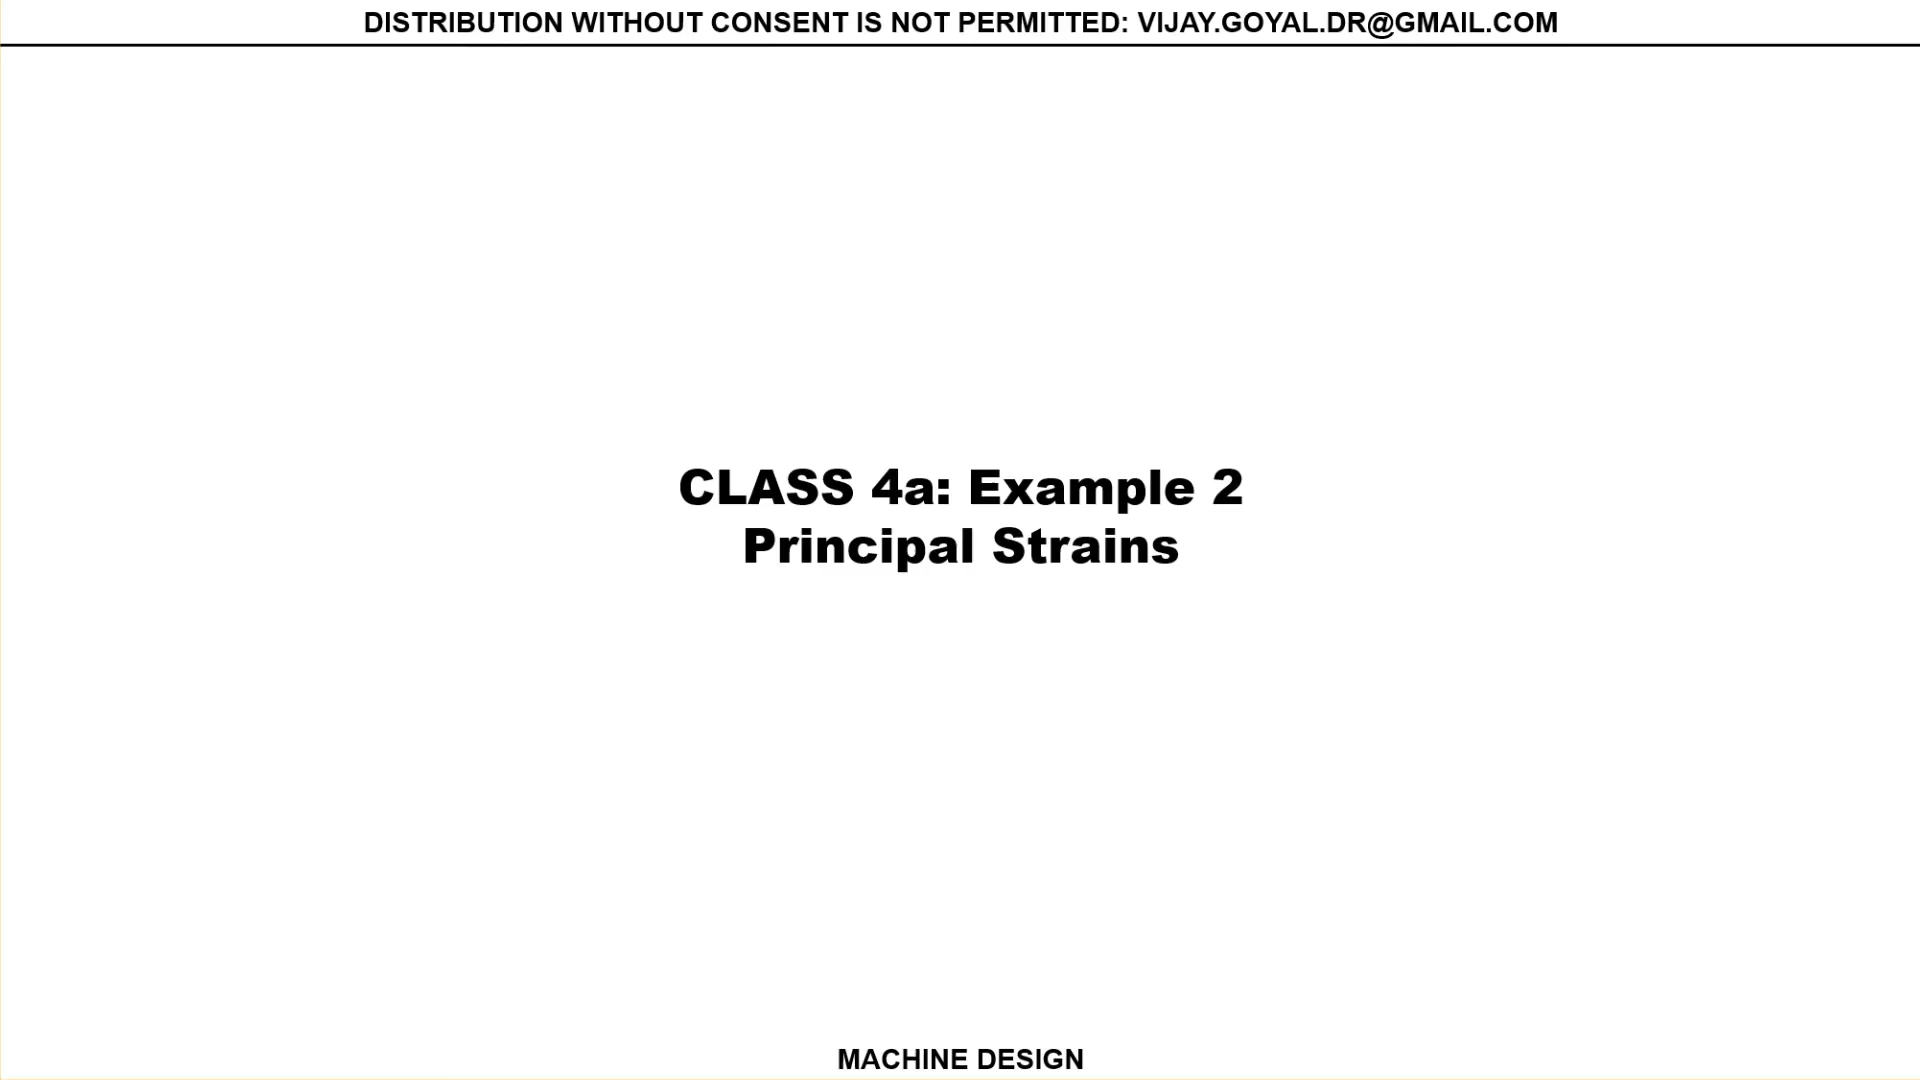 DISTRIBUTION WITHOUT CONSENT IS NOT PERMITTED: VIJAY.GOYAL.DR@GMAIL.COM
CLASS 4a: Example 2
Principal Strains
MACHINE DESIGN